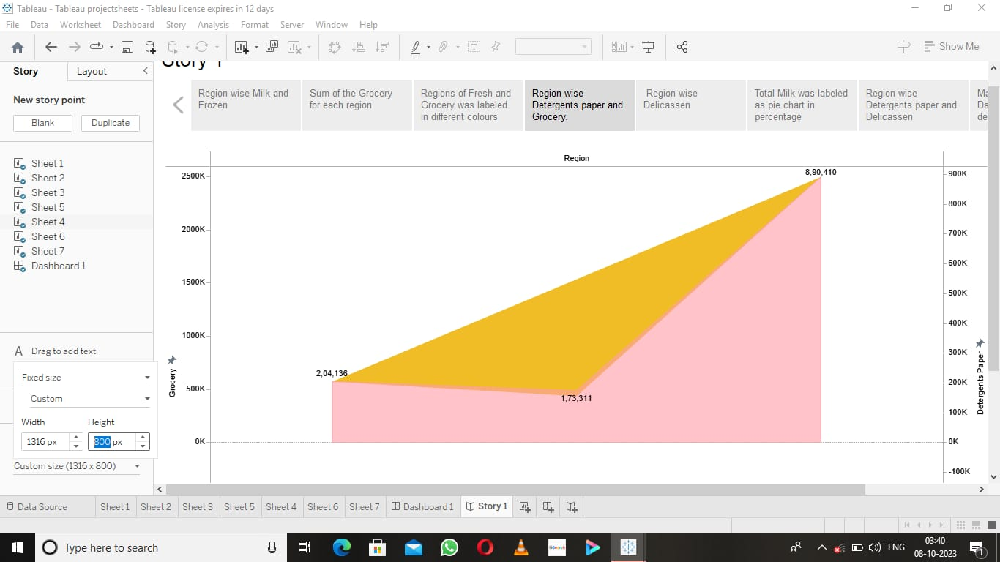 Tableau - Tableau projectsheets - Tableau license expires in 12 days
File Data Worksheet Dashboard Story Analysis Format Server Window Help
Show Me
Story Layout
Story 1
New story point
Blank Duplicate
Region wise Milk and
Frozen
Sum of the Grocery
for each region
Regions of Fresh and
Grocery was labeled
in different colours
Region wise
Detergents paper and
Grocery.
Region wise
Delicassen
Total Milk was labeled
as pie chart in
percentage
Region wise
Detergents paper and
Delicassen
Ma
Da
de
Sheet 1
Sheet 2
Sheet 3
Sheet 5
Sheet 4
Sheet 6
Sheet 7
Dashboard 1
A Drag to add text
Fixed size
Custom
Width Height
1316 px 800 px
Custom size (1316 x 800)
Region
2500K
2000K
1500K
1000K
500K
0K
Grocery
8,90,410
2,04,136
1,73,311
900K
800K
700K
600K
500K
400K
300K
200K
100K
0K
-100K
Detergents Paper
Data Source Sheet 1 Sheet 2 Sheet 3 Sheet 5 Sheet 4 Sheet 6 Sheet 7 Dashboard 1 Story 1
Type here to search
ENG
03:40
08-10-2023
1